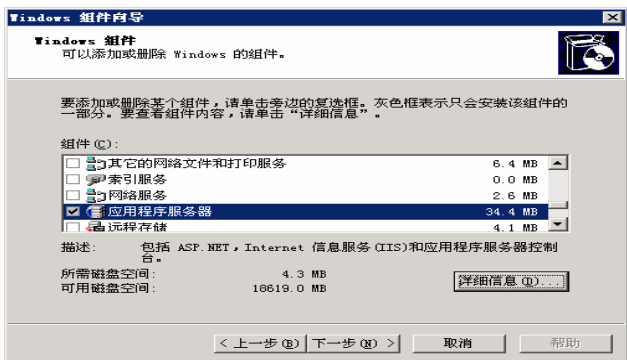 Windows 组件向导
Windows 组件
可以添加或删除 Windows 的组件。
要添加或删除某个组件，请单击旁边的复选框。灰色框表示只会安装该组件的
一部分。要查看组件内容，请单击“详细信息”。
组件(C):
其它的网络文件和打印服务 6.4 MB
索引服务 0.0 MB
网络服务 2.6 MB
应用程序服务器 34.4 MB
远程存储 4.1 MB
描述: 包括 ASP.NET，Internet 信息服务(IIS)和应用程序服务器控制
台。
所需磁盘空间: 4.3 MB
可用磁盘空间: 18619.0 MB
详细信息(D)...
< 上一步(B) 下一步(N) > 取消 帮助